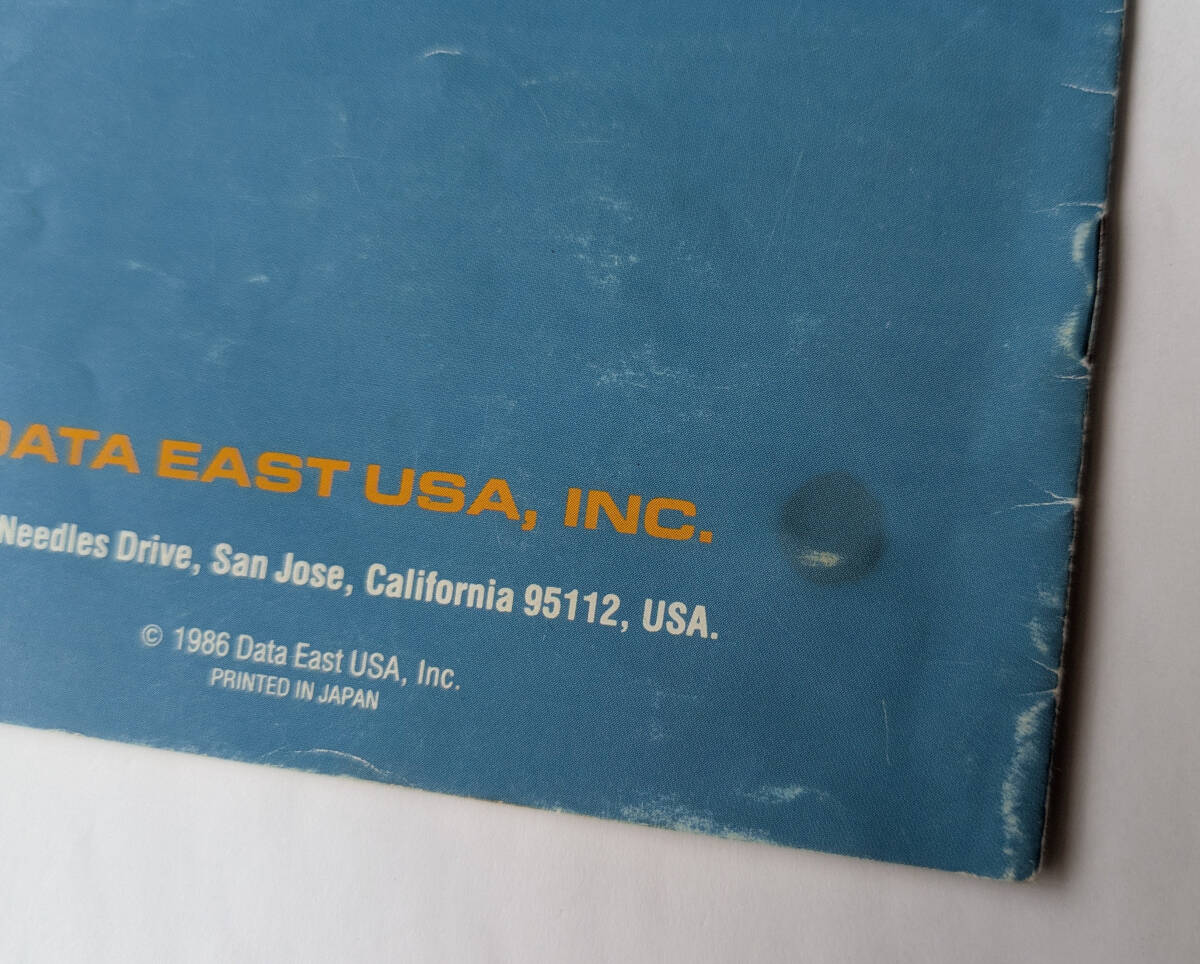 DATA EAST USA, INC.
Needles Drive, San Jose, California 95112, USA.
© 1986 Data East USA, Inc.
PRINTED IN JAPAN